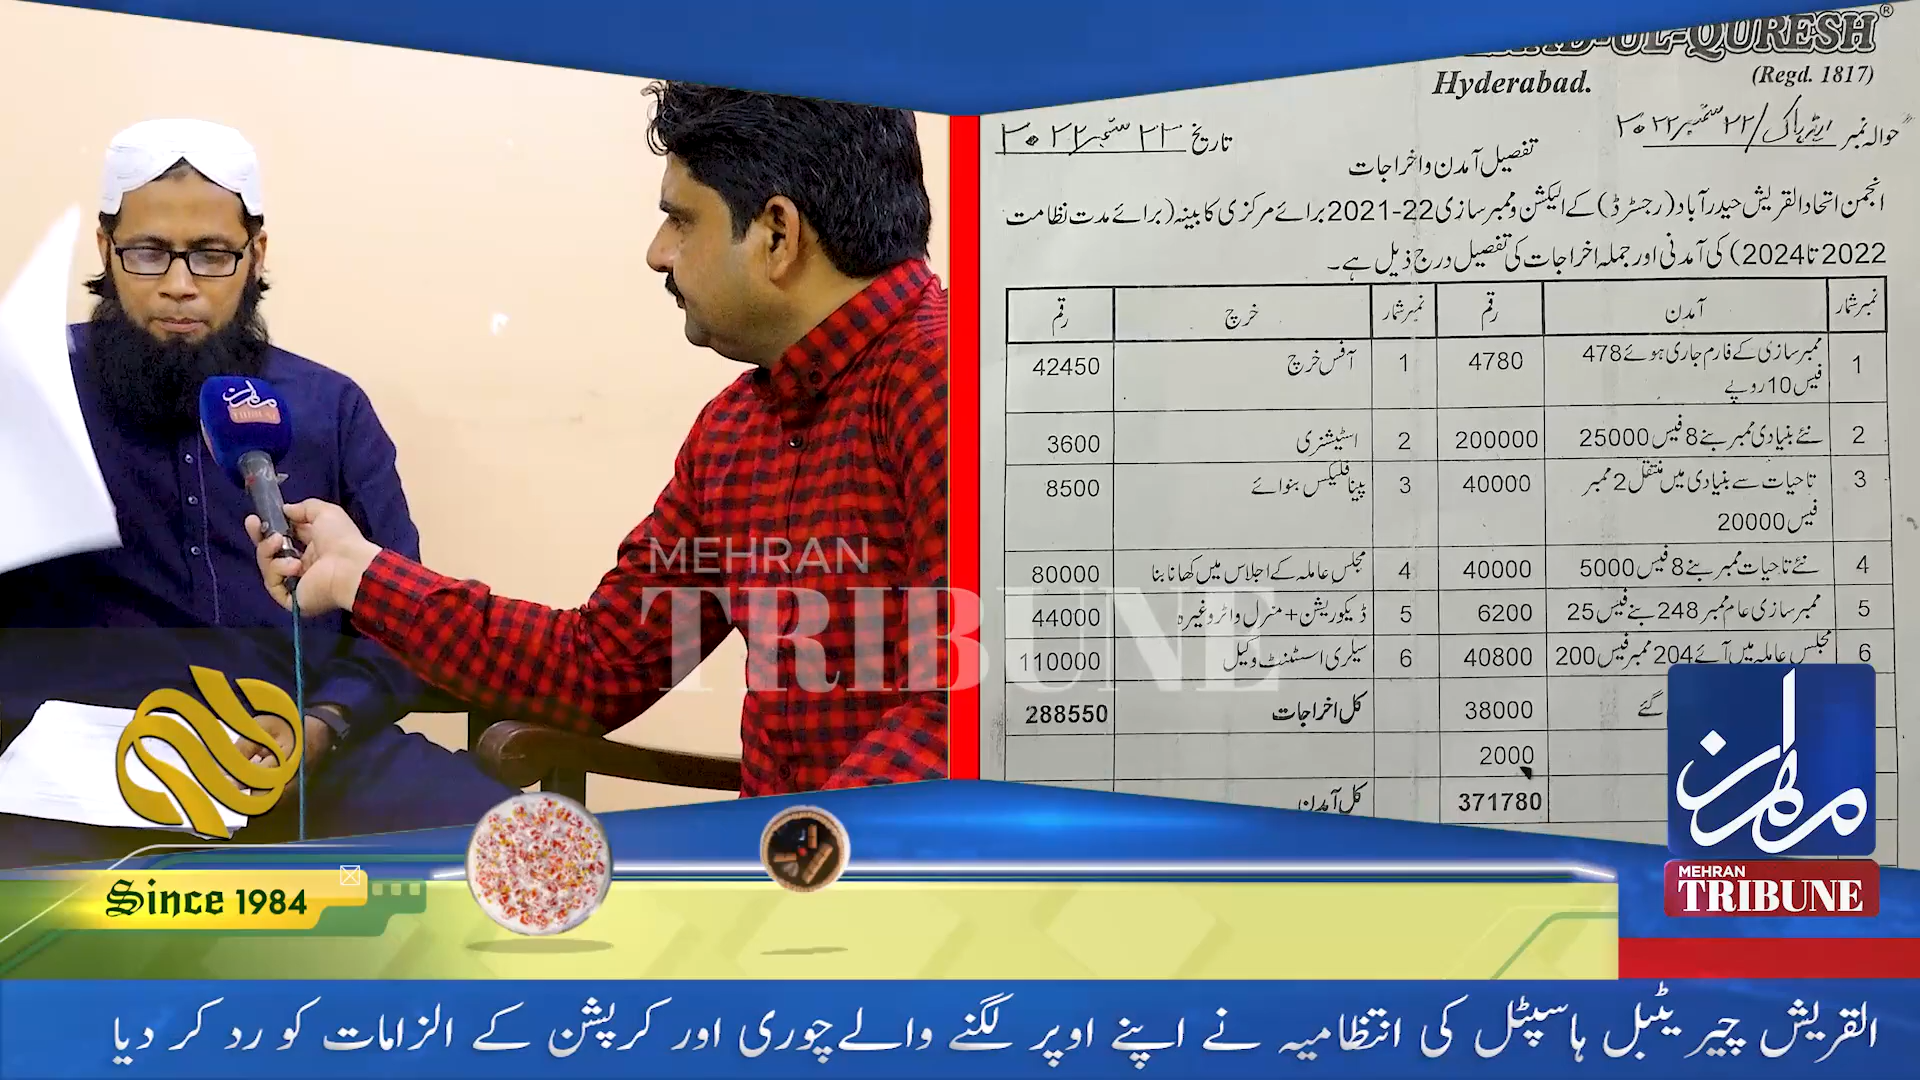 UL-QURESH®
Hyderabad.
(Regd. 1817)
حوالہ نمبر
۲۲/ستمبر ۲۰۲۲
تاریخ ۲۲ ستمبر ۲۰۲۲
تفصیل آمدن و اخراجات
انجمن اتحاد القریش حیدرآباد (رجسٹرڈ) کے الیکشن و ممبر سازی 22-2021 برائے مرکزی کابینہ (برائے مدت نظامت
2022 تا 2024) کی آمدنی اور جملہ اخراجات کی تفصیل درج ذیل ہے۔
نمبر شمار آمدن رقم نمبر شمار خرچ رقم
1 ممبر سازی کے فارم جاری ہوئے 478 4780 1 آفس خرچ 42450
فیس 10 روپے
2 نئے بنیادی ممبر بنے 8 فیس 25000 200000 2 اسٹیشنری 3600
3 تاحیات سے بنیادی میں منتقل 2 ممبر 40000 3 پینا فلیکس بنوائے 8500
فیس 20000
4 نئے تاحیات ممبر بنے 8 فیس 5000 40000 4 مجلس عاملہ کے اجلاس میں کھانا بنا 80000
5 ممبر سازی عام ممبر 248 بنے فیس 25 6200 5 ڈیکوریشن + منرل واٹر وغیرہ 44000
6 مجلس عاملہ میں آئے 204 ممبر فیس 200 40800 6 سیلری اسسٹنٹ وکیل 110000
گئے 38000 کل اخراجات 288550
2000
371780 کل آمدن
مہران
TRIBUNE
MEHRAN
TRIBUNE
مہران
MEHRAN
TRIBUNE
Since 1984
القریش چیریٹبل ہاسپٹل کی انتظامیہ نے اپنے اوپر لگنے والے چوری اور کرپشن کے الزامات کو رد کر دیا